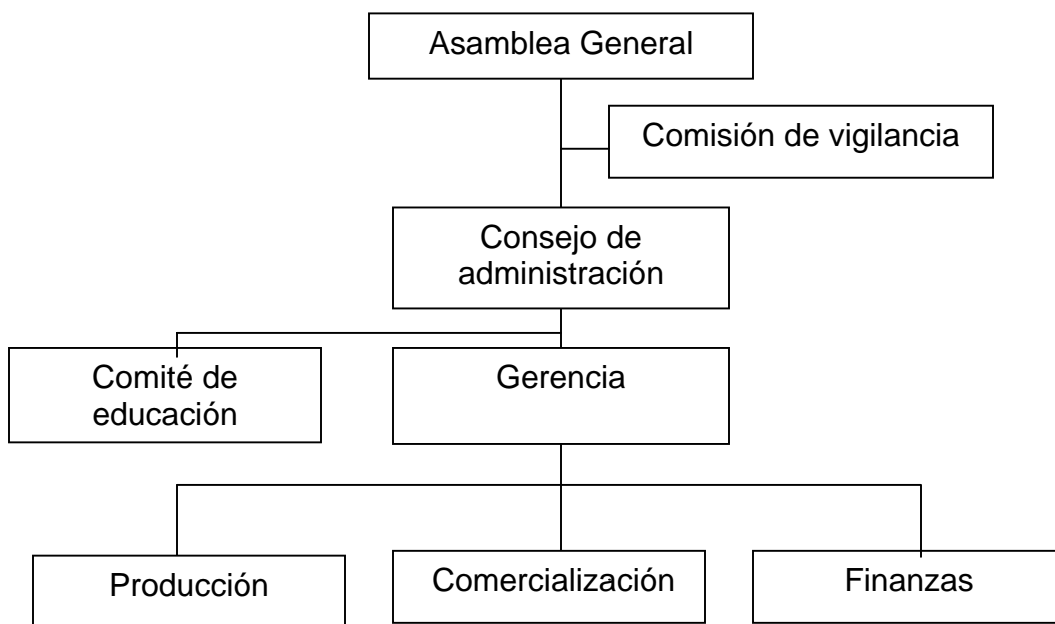 Asamblea General
Comisión de vigilancia
Consejo de
administración
Comité de
educación
Gerencia
Producción
Comercialización
Finanzas